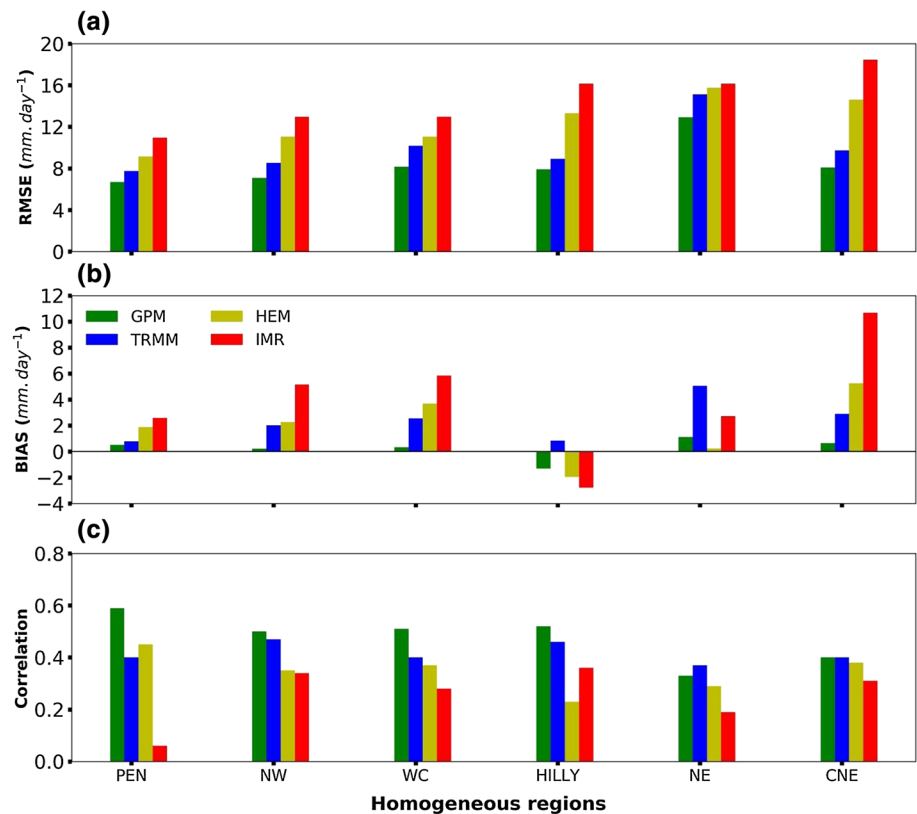 (a)
20
16
12
8
4
0
RMSE (mm.day⁻¹)
(b)
12
10
8
6
4
2
0
−2
−4
BIAS (mm.day⁻¹)
GPM
HEM
TRMM
IMR
(c)
0.8
0.6
0.4
0.2
0.0
Correlation
PEN NW WC HILLY NE CNE
Homogeneous regions